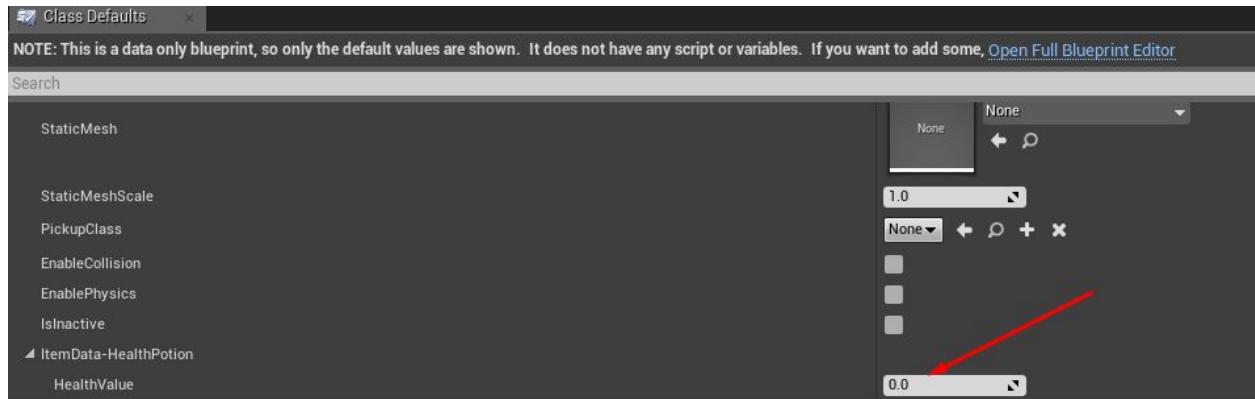 Class Defaults
NOTE: This is a data only blueprint, so only the default values are shown. It does not have any script or variables. If you want to add some, Open Full Blueprint Editor
Search
StaticMesh
None
None
StaticMeshScale
1.0
PickupClass
None
EnableCollision
EnablePhysics
IsInactive
ItemData-HealthPotion
HealthValue
0.0